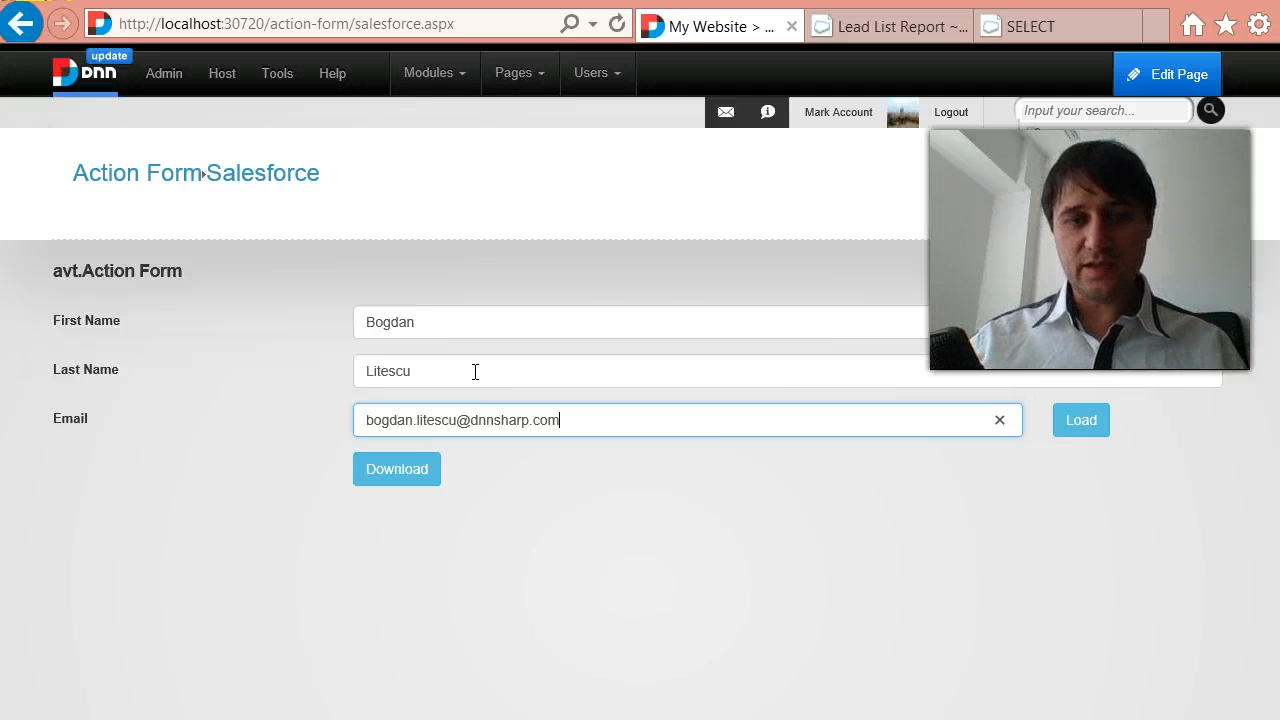 http://localhost:30720/action-form/salesforce.aspx
My Website > ...
Lead List Report ~...
SELECT
update
DNN
Admin
Host
Tools
Help
Modules
Pages
Users
Edit Page
Mark Account
Logout
Input your search...
Action Form
Salesforce
avt.Action Form
First Name
Bogdan
Last Name
Litescu
Email
bogdan.litescu@dnnsharp.com
Load
Download